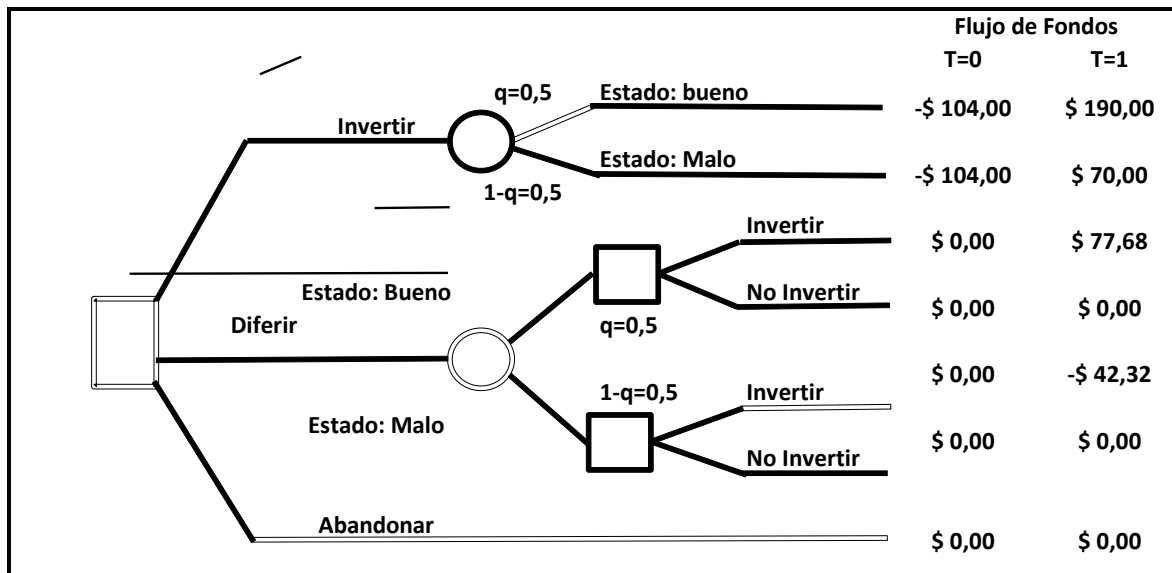 Flujo de Fondos
T=0 T=1
q=0,5 Estado: bueno -$ 104,00 $ 190,00
Invertir
Estado: Malo -$ 104,00 $ 70,00
1-q=0,5
Invertir $ 0,00 $ 77,68
Estado: Bueno No Invertir $ 0,00 $ 0,00
Diferir q=0,5
1-q=0,5 Invertir $ 0,00 -$ 42,32
Estado: Malo $ 0,00 $ 0,00
No Invertir
Abandonar $ 0,00 $ 0,00